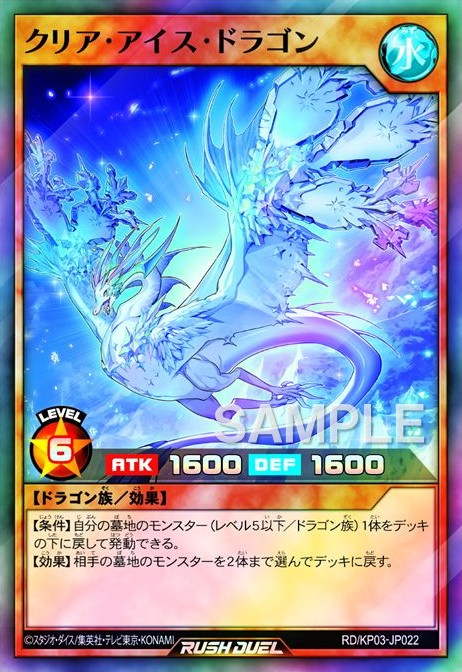 クリア・アイス・ドラゴン
みず
水
SAMPLE
LEVEL
6
ATK 1600 DEF 1600
【ドラゴン族／効果】
【条件】自分の墓地のモンスター（レベル５以下／ドラゴン族）１体をデッキ
の下に戻して発動できる。
【効果】相手の墓地のモンスターを２体まで選んでデッキに戻す。
©スタジオ・ダイス/集英社・テレビ東京・KONAMI
RUSH DUEL
RD/KP03-JP022